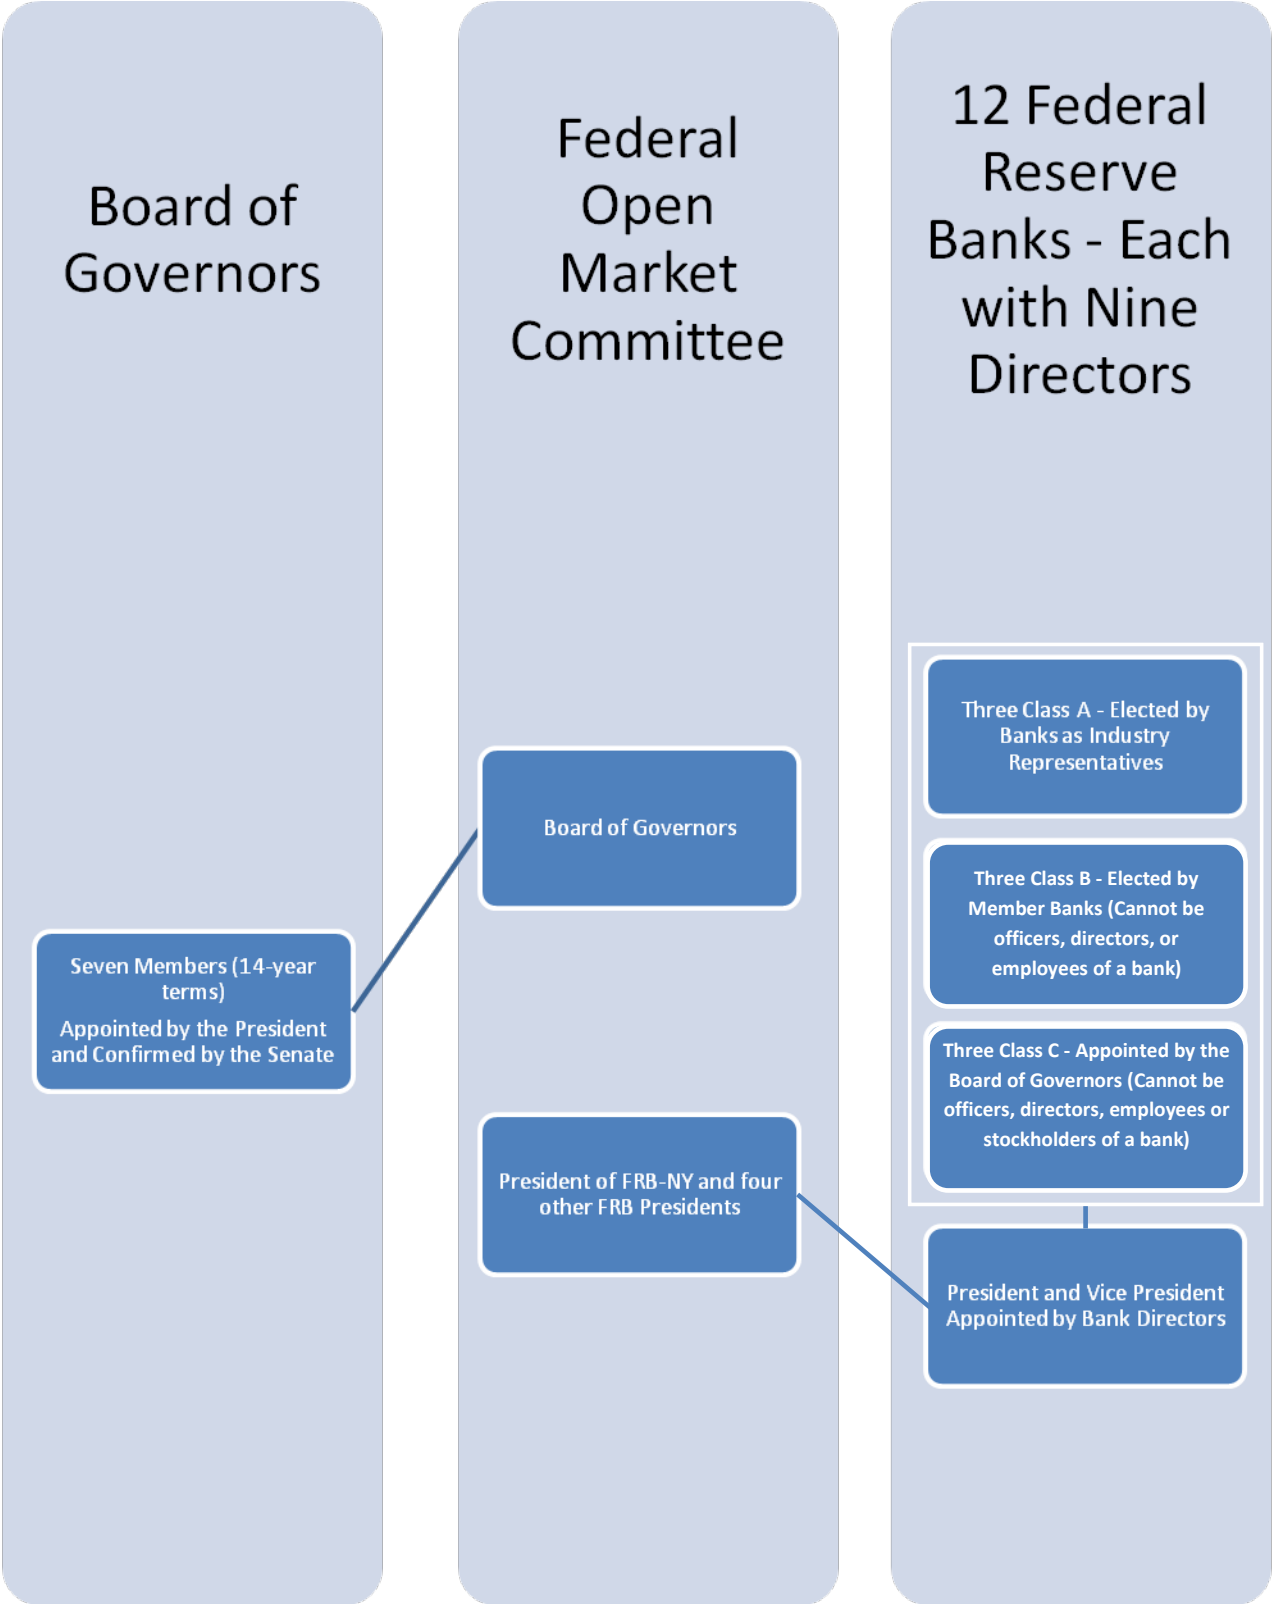 Board of
Governors
Seven Members (14-year
terms)
Appointed by the President
and Confirmed by the Senate
Federal
Open
Market
Committee
Board of Governors
President of FRB-NY and four
other FRB Presidents
12 Federal
Reserve
Banks - Each
with Nine
Directors
Three Class A - Elected by
Banks as Industry
Representatives
Three Class B - Elected by
Member Banks (Cannot be
officers, directors, or
employees of a bank)
Three Class C - Appointed by the
Board of Governors (Cannot be
officers, directors, employees or
stockholders of a bank)
President and Vice President
Appointed by Bank Directors